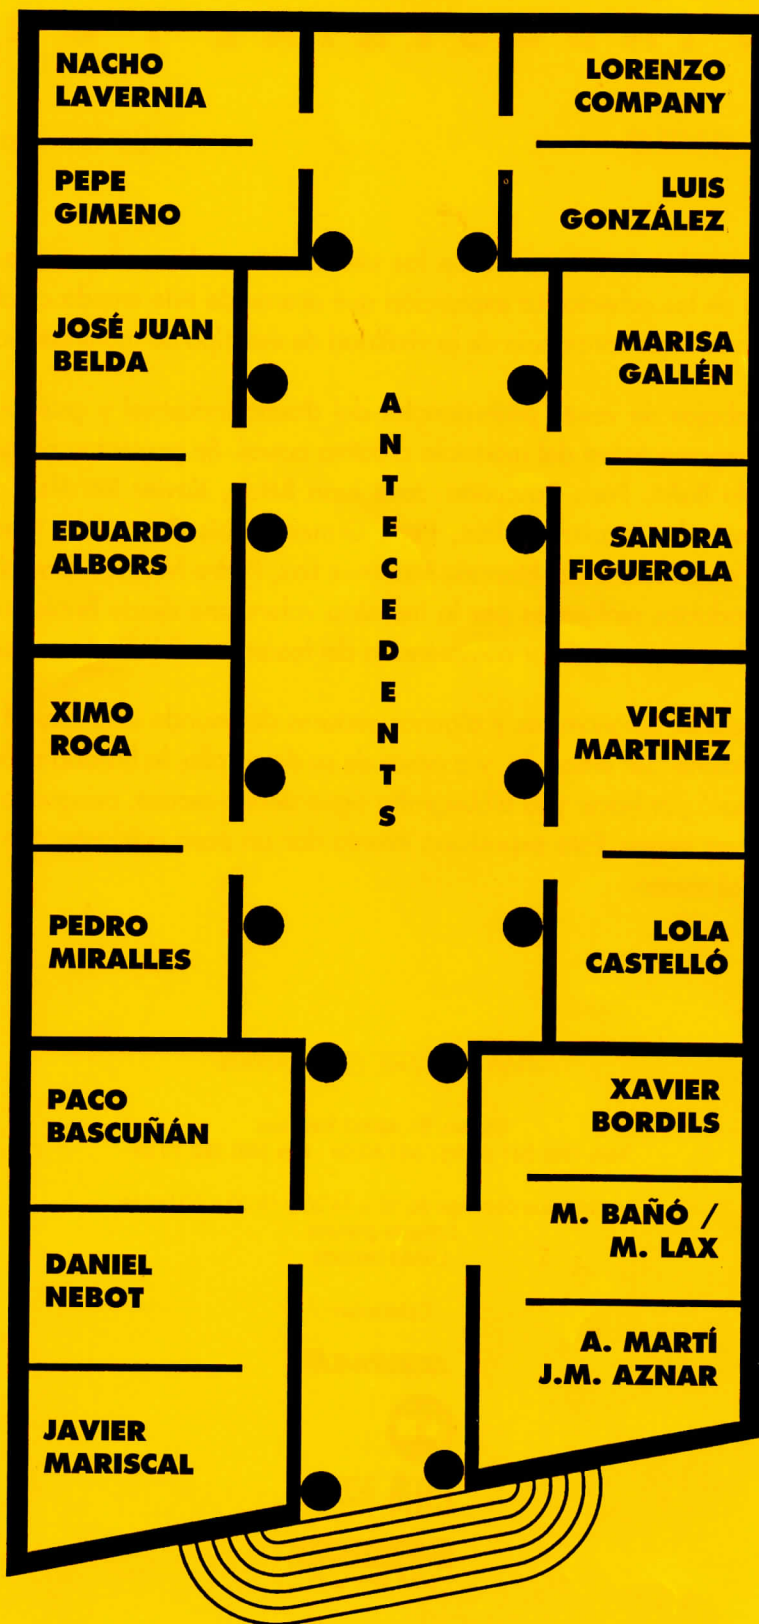 NACHO
LAVERNIA
PEPE
GIMENO
JOSÉ JUAN
BELDA
EDUARDO
ALBORS
XIMO
ROCA
PEDRO
MIRALLES
PACO
BASCUÑÁN
DANIEL
NEBOT
JAVIER
MARISCAL
ANTECEDENTS
LORENZO
COMPANY
LUIS
GONZÁLEZ
MARISA
GALLÉN
SANDRA
FIGUEROLA
VICENT
MARTINEZ
LOLA
CASTELLÓ
XAVIER
BORDILS
M. BAÑÓ /
M. LAX
A. MARTÍ
J.M. AZNAR